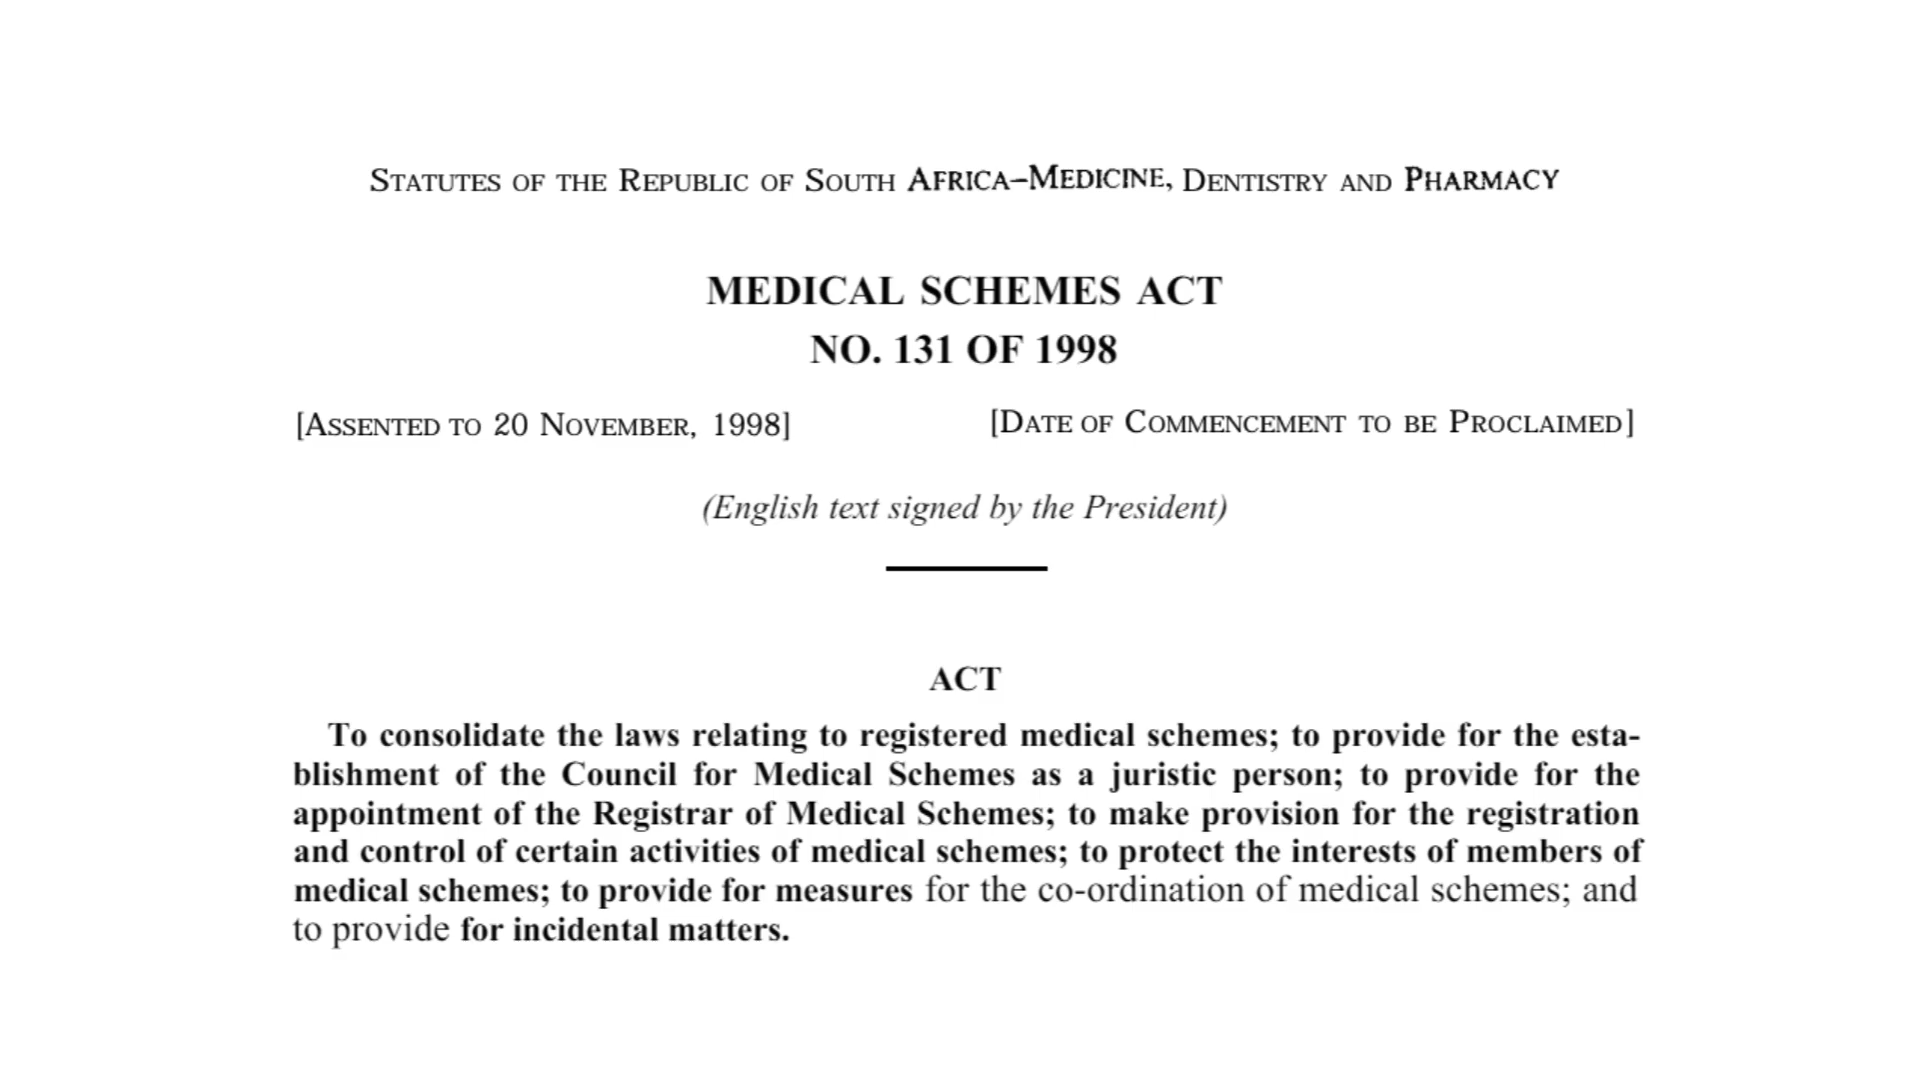 STATUTES OF THE REPUBLIC OF SOUTH AFRICA–MEDICINE, DENTISTRY AND PHARMACY
MEDICAL SCHEMES ACT
NO. 131 OF 1998
[ASSENTED TO 20 NOVEMBER, 1998] [DATE OF COMMENCEMENT TO BE PROCLAIMED]
(English text signed by the President)
ACT
To consolidate the laws relating to registered medical schemes; to provide for the esta-
blishment of the Council for Medical Schemes as a juristic person; to provide for the
appointment of the Registrar of Medical Schemes; to make provision for the registration
and control of certain activities of medical schemes; to protect the interests of members of
medical schemes; to provide for measures for the co-ordination of medical schemes; and
to provide for incidental matters.